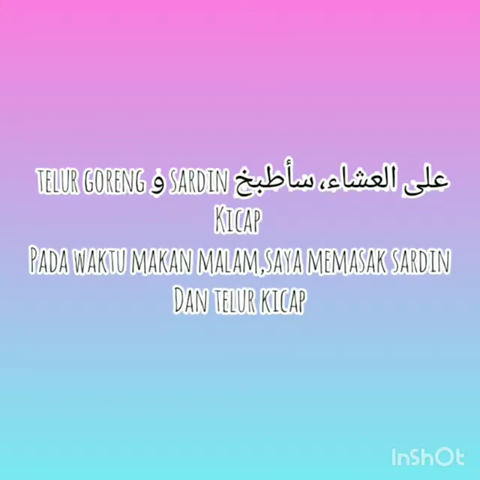 على العشاء، سأطبخ SARDIN و TELUR GORENG
KICAP
PADA WAKTU MAKAN MALAM,SAYA MEMASAK SARDIN
DAN TELUR KICAP
InShOt